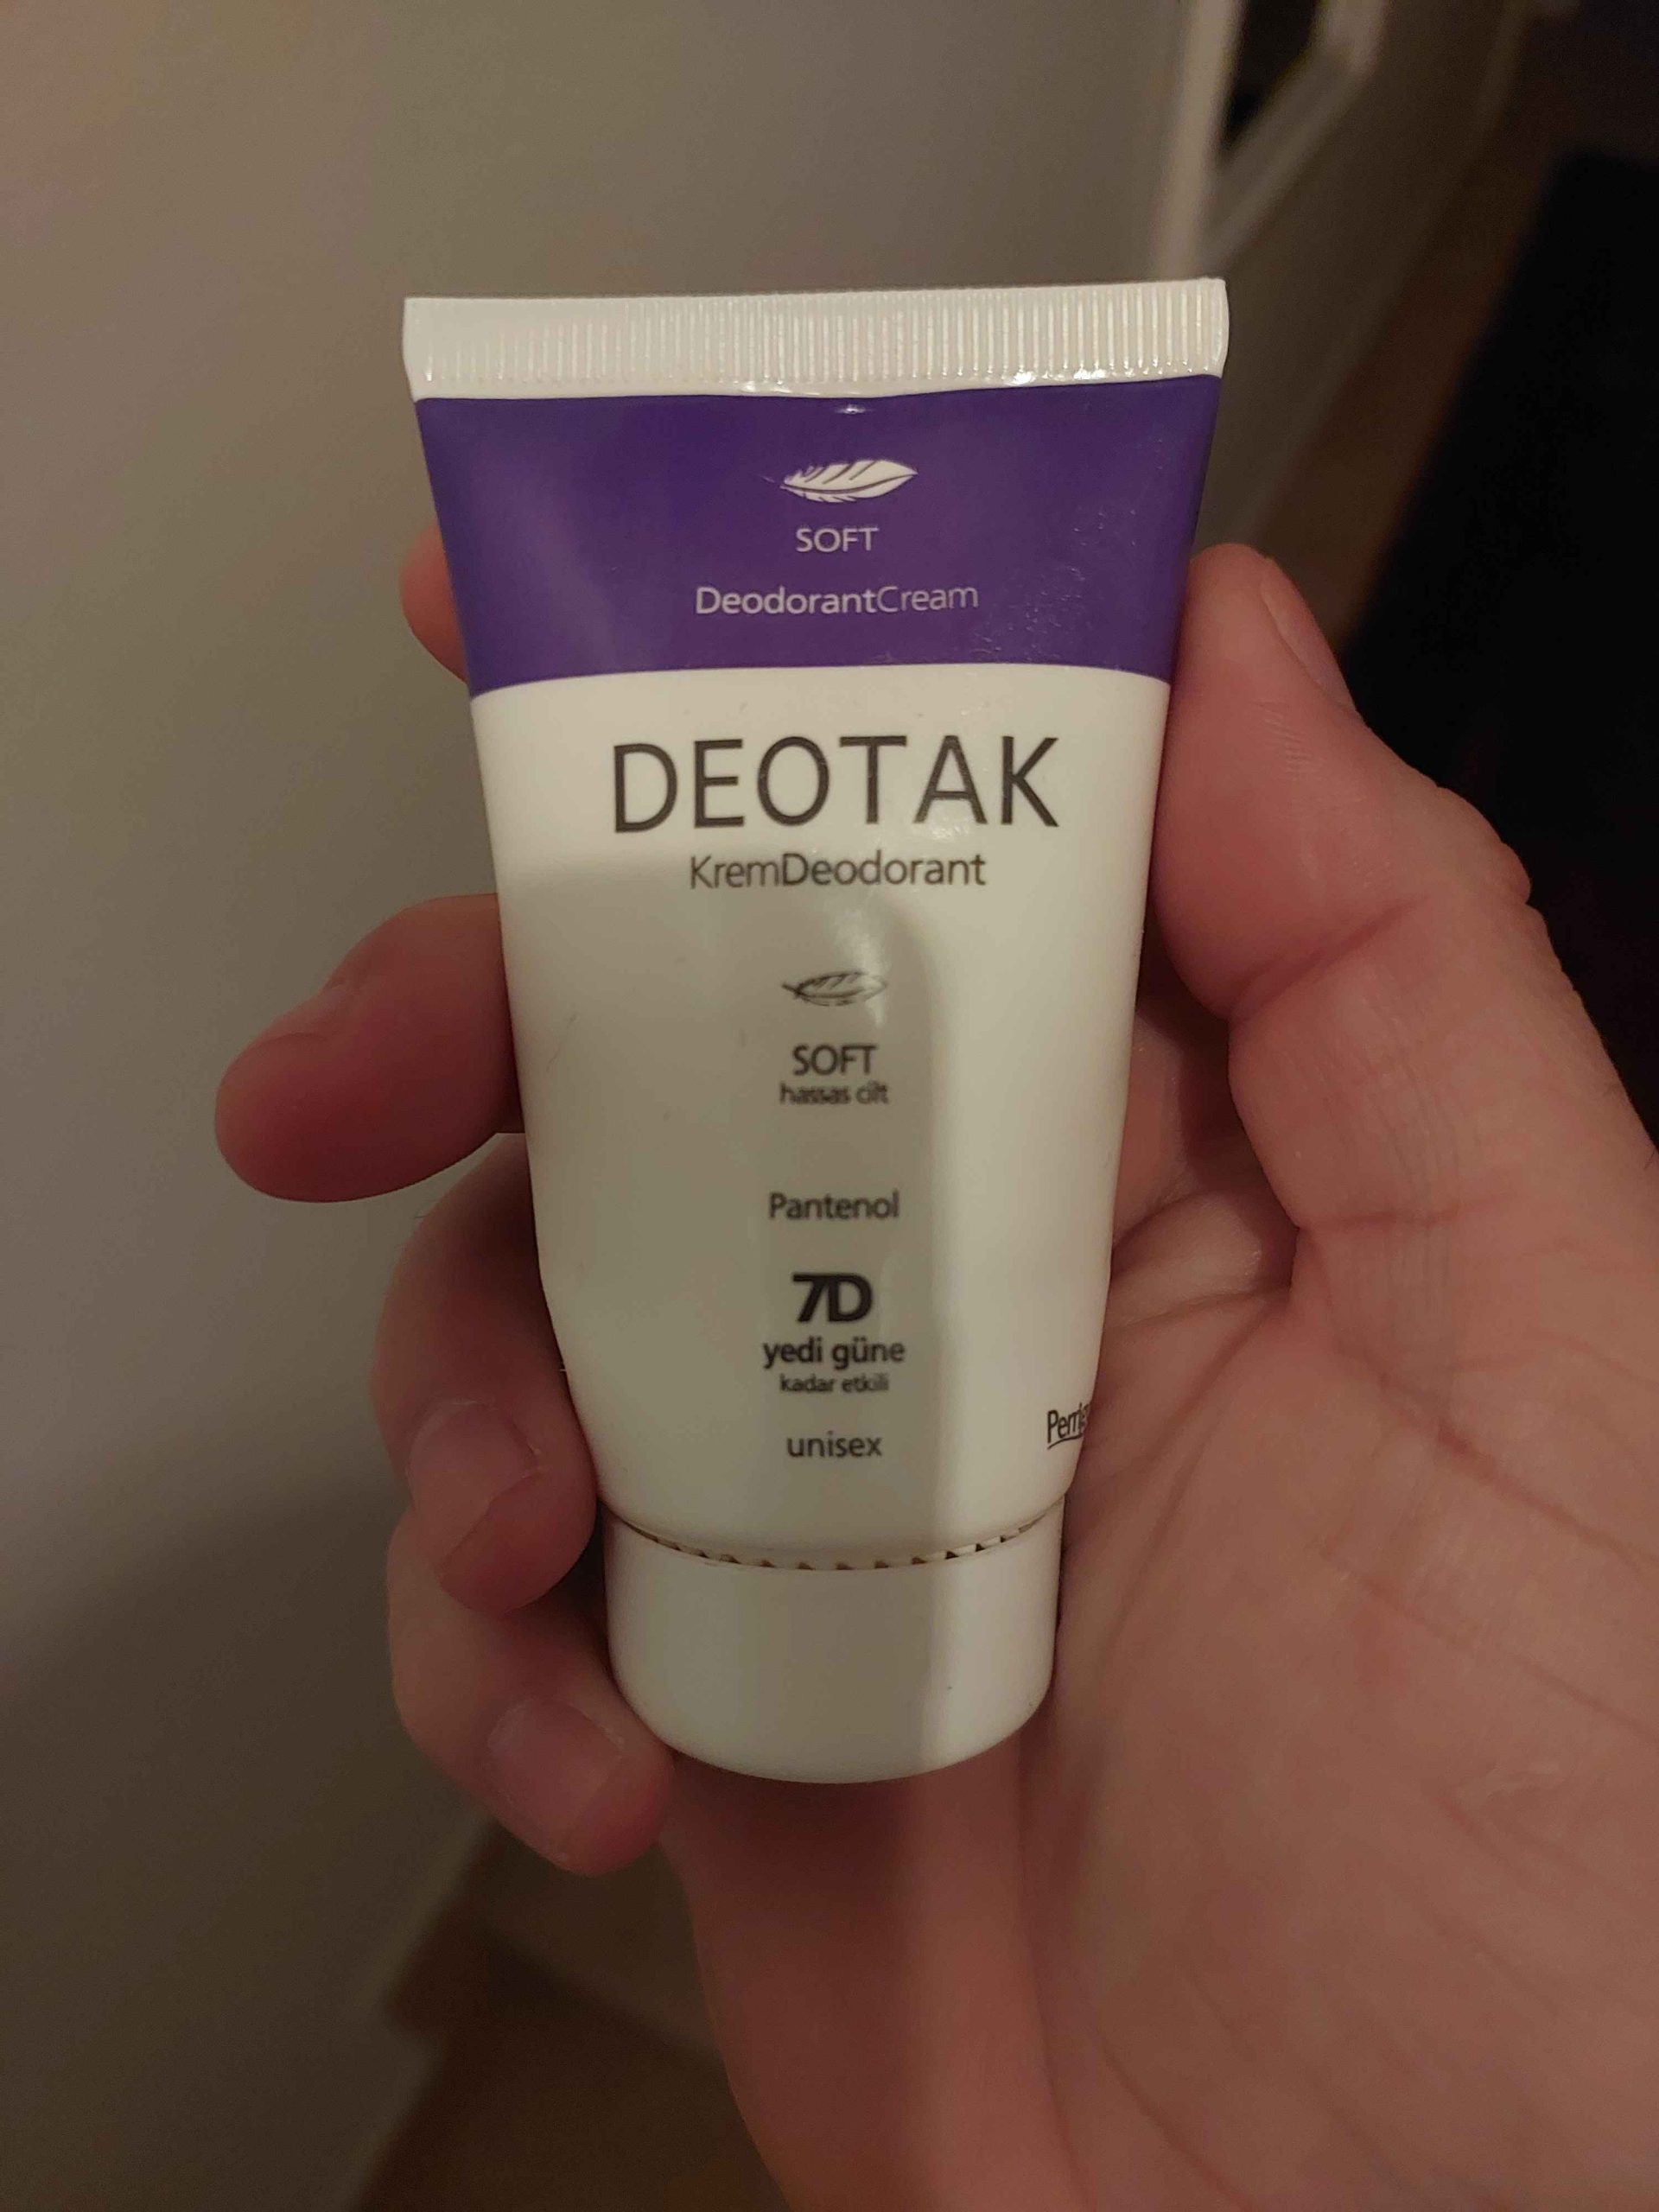 SOFT
DeodorantCream
DEOTAK
KremDeodorant
SOFT
hassas cilt
Pantenol
7D
yedi güne
kadar etkili
unisex